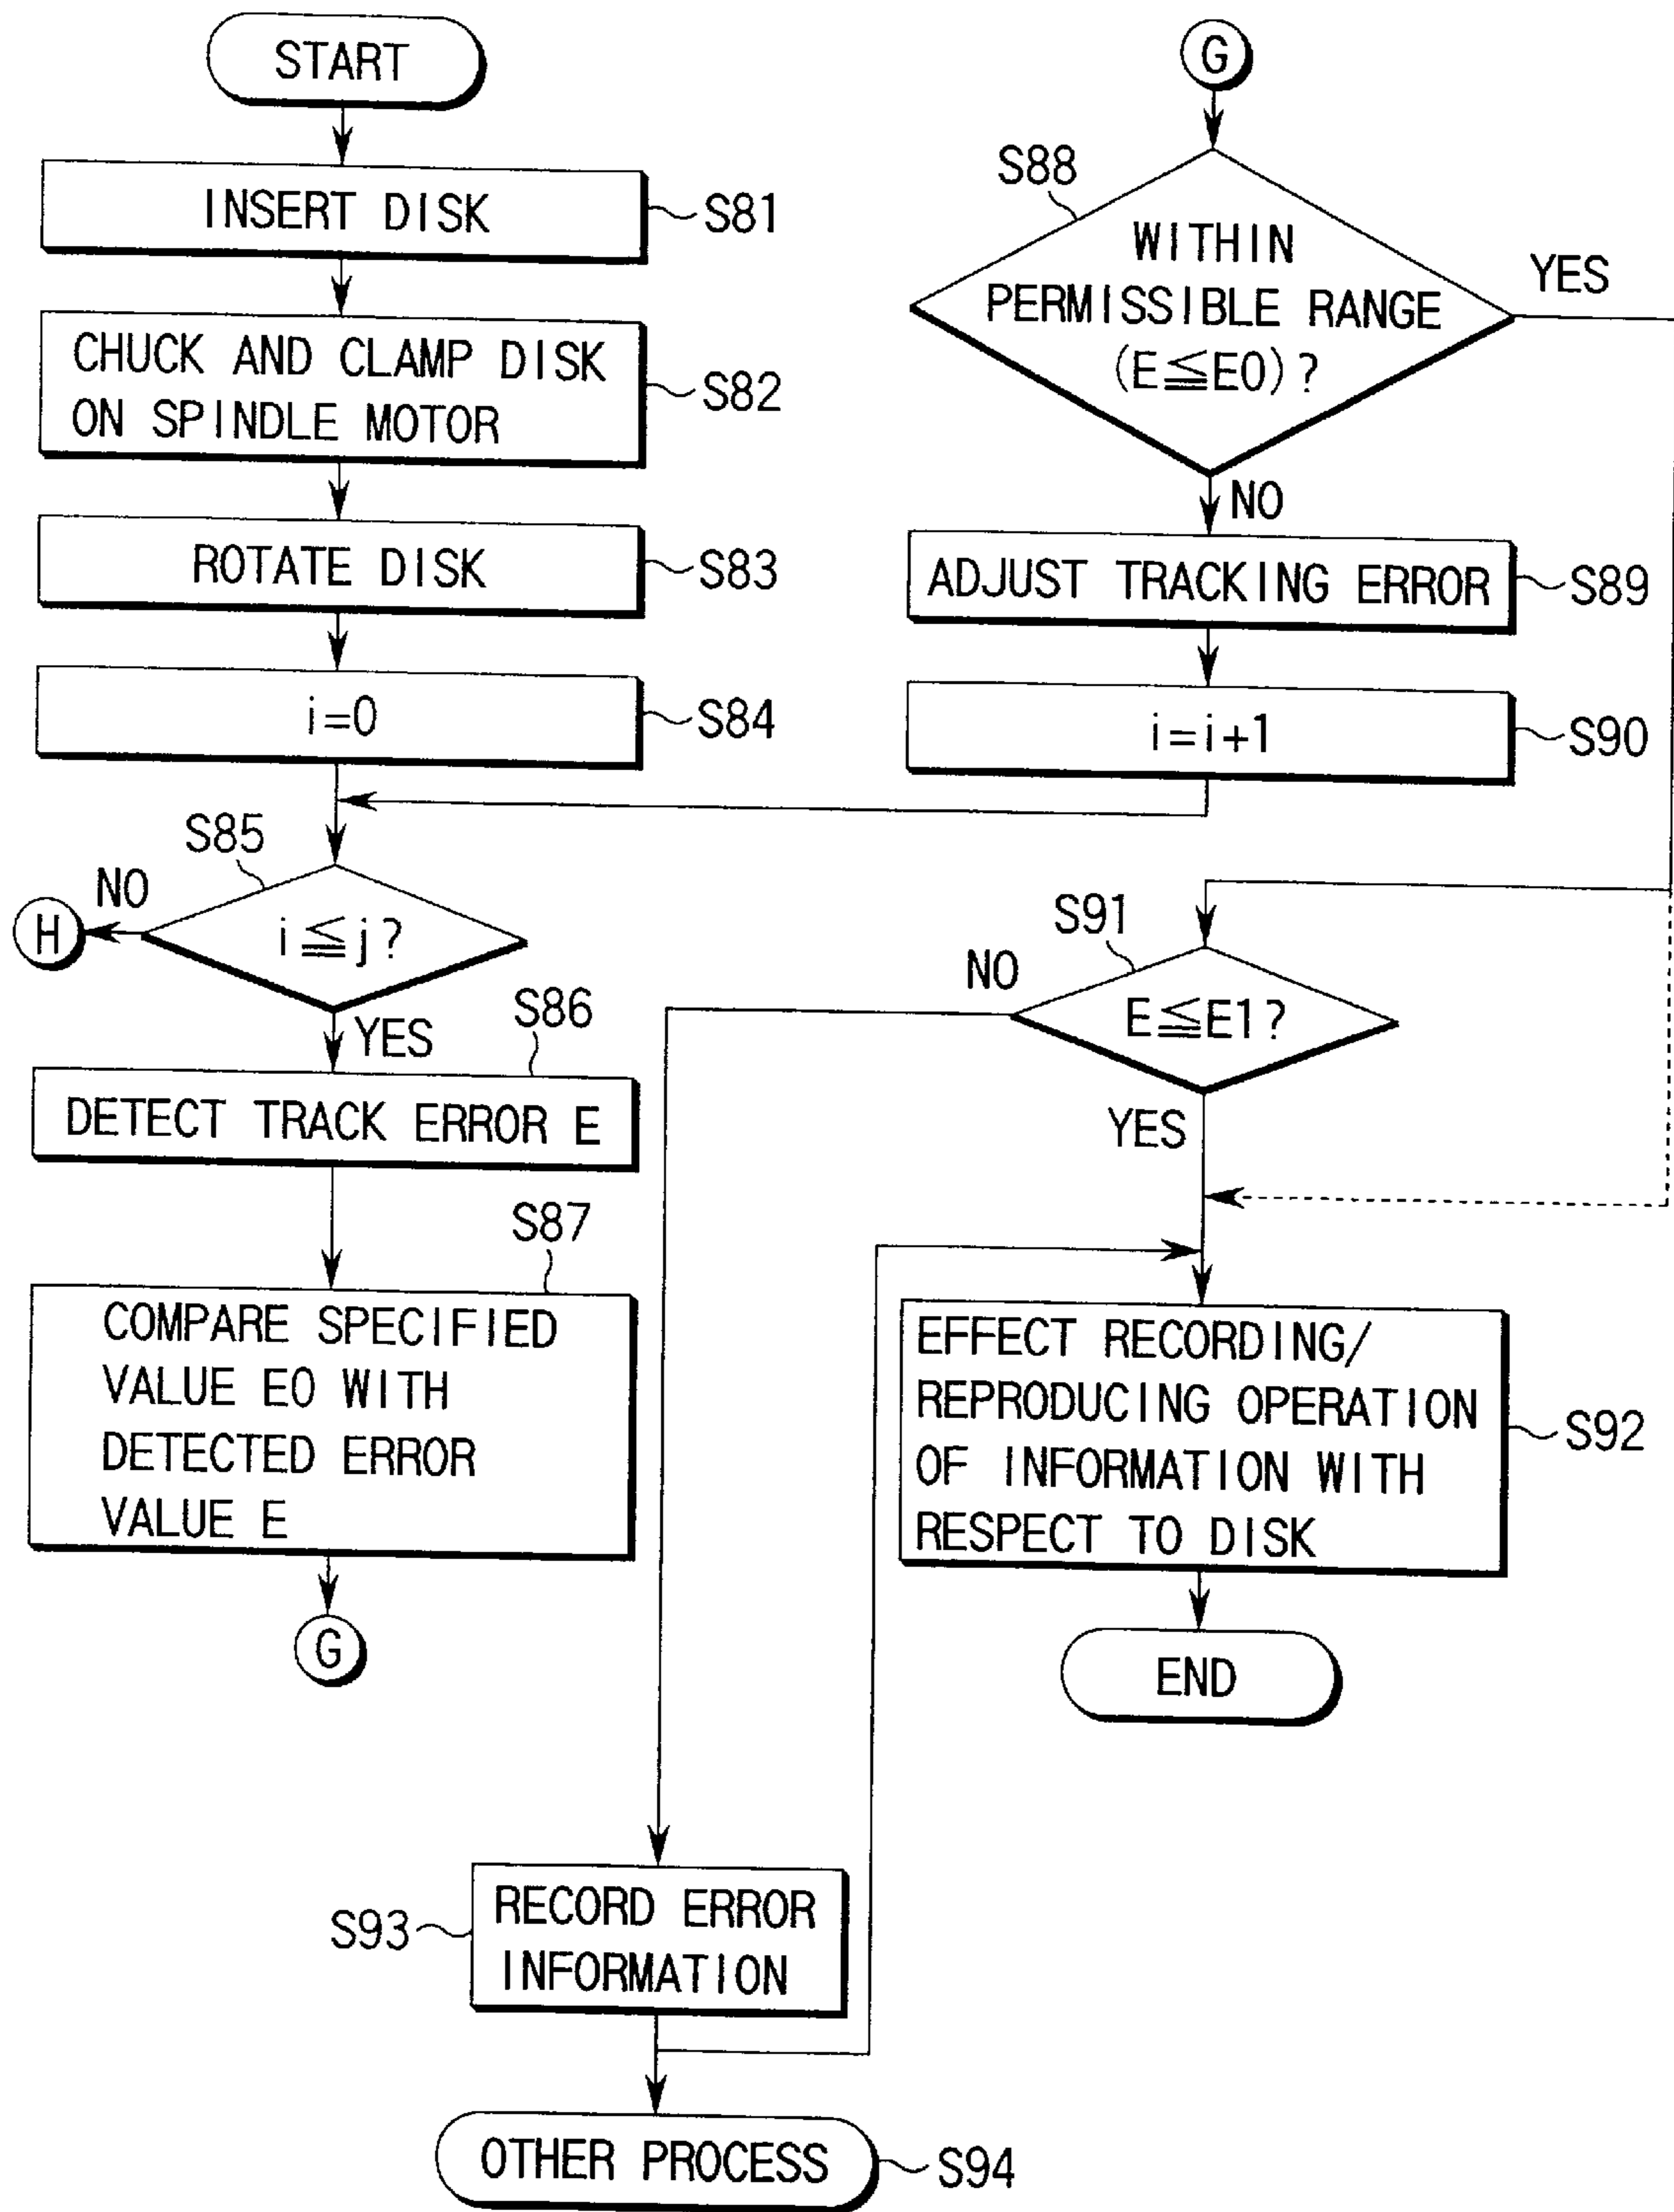 START
INSERT DISK
S81
CHUCK AND CLAMP DISK
ON SPINDLE MOTOR
S82
ROTATE DISK
S83
i=0
S84
S85
i≦j?
NO
H
YES
S86
DETECT TRACK ERROR E
S87
COMPARE SPECIFIED
VALUE E0 WITH
DETECTED ERROR
VALUE E
G
G
S88
WITHIN
PERMISSIBLE RANGE
(E≦E0)?
YES
NO
ADJUST TRACKING ERROR
S89
i=i+1
S90
S91
E≦E1?
NO
YES
EFFECT RECORDING/
REPRODUCING OPERATION
OF INFORMATION WITH
RESPECT TO DISK
S92
END
S93
RECORD ERROR
INFORMATION
OTHER PROCESS
S94